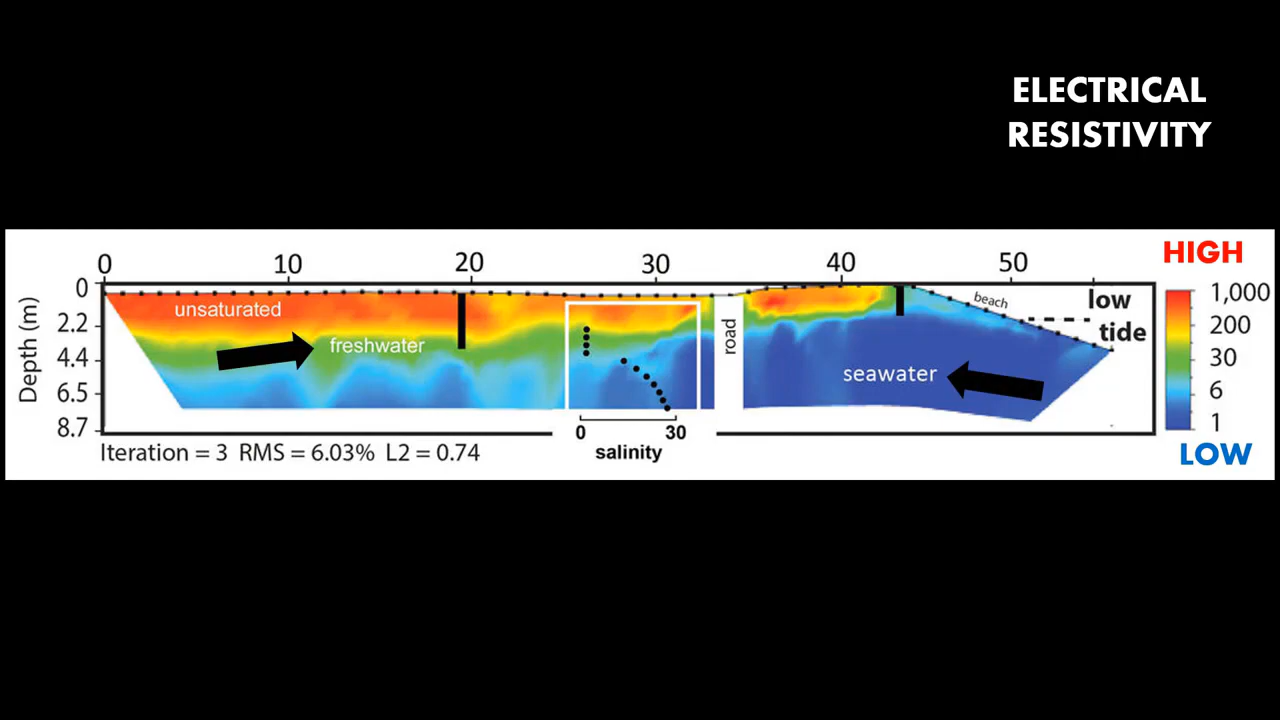 ELECTRICAL
RESISTIVITY
HIGH
0 10 20 30 40 50
0
2.2
4.4
6.5
8.7
Depth (m)
unsaturated
freshwater
road
beach
low
tide
seawater
1,000
200
30
6
1
LOW
0 30
salinity
Iteration = 3 RMS = 6.03% L2 = 0.74